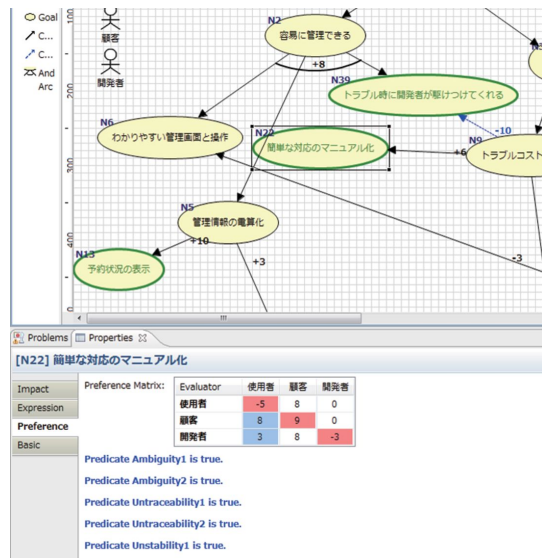 Goal
C...
C...
And
Arc
顧客
開発者
100
200
300
400
N2
容易に管理できる
+8
N39
トラブル時に開発者が駆けつけてくれる
N6
わかりやすい管理画面と操作
N22
簡単な対応のマニュアル化
-10
N9
+6
トラブルコスト
N5
管理情報の電算化
+10
N13
予約状況の表示
+3
-3
Problems Properties
[N22] 簡単な対応のマニュアル化
Impact
Expression
Preference
Basic
Preference Matrix:
Evaluator 使用者 顧客 開発者
使用者 -5 8 0
顧客 8 9 0
開発者 3 8 -3
Predicate Ambiguity1 is true.
Predicate Ambiguity2 is true.
Predicate Untraceability1 is true.
Predicate Untraceability2 is true.
Predicate Unstability1 is true.